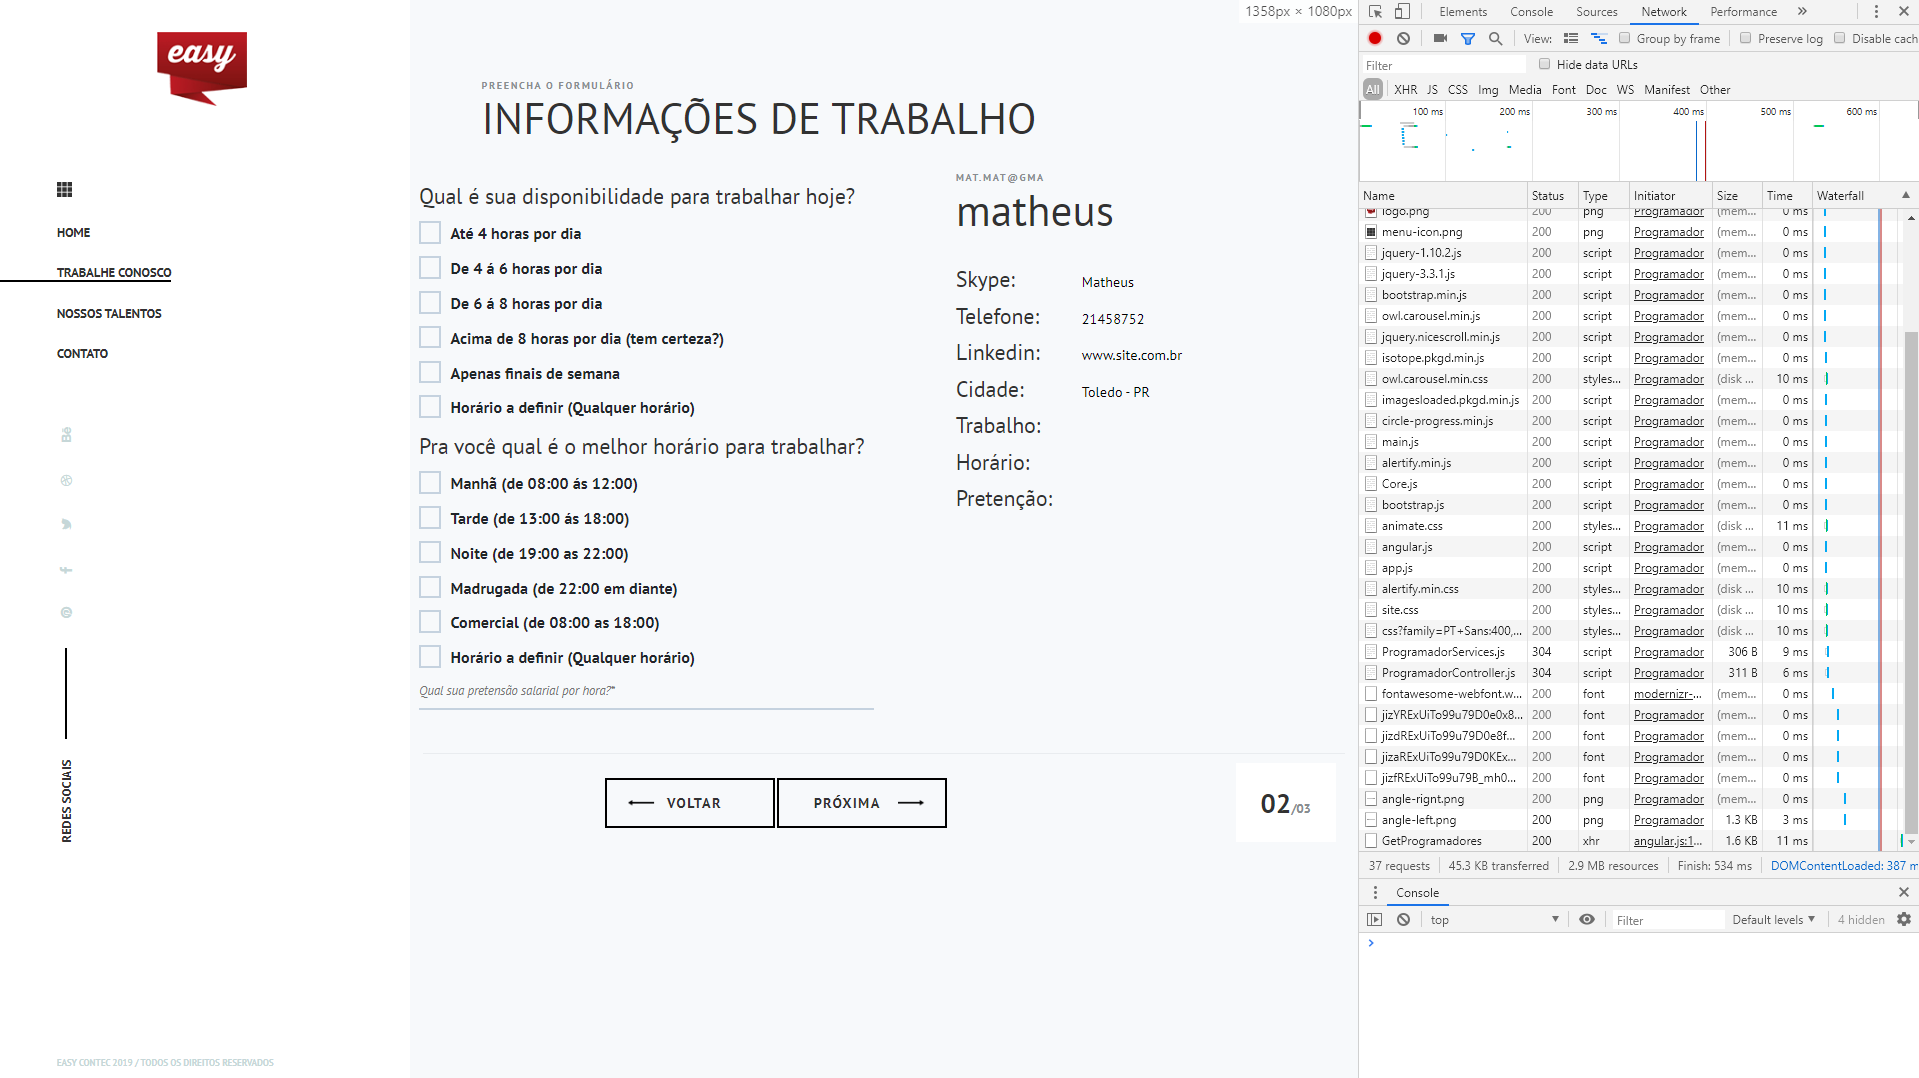 easy
HOME
TRABALHE CONOSCO
NOSSOS TALENTOS
CONTATO
REDES SOCIAIS
EASY CONTEC 2019 / TODOS OS DIREITOS RESERVADOS
1358px × 1080px
PREENCHA O FORMULÁRIO
INFORMAÇÕES DE TRABALHO
Qual é sua disponibilidade para trabalhar hoje?
Até 4 horas por dia
De 4 á 6 horas por dia
De 6 á 8 horas por dia
Acima de 8 horas por dia (tem certeza?)
Apenas finais de semana
Horário a definir (Qualquer horário)
Pra você qual é o melhor horário para trabalhar?
Manhã (de 08:00 ás 12:00)
Tarde (de 13:00 ás 18:00)
Noite (de 19:00 as 22:00)
Madrugada (de 22:00 em diante)
Comercial (de 08:00 as 18:00)
Horário a definir (Qualquer horário)
Qual sua pretensão salarial por hora?*
MAT.MAT@GMA
matheus
Skype: Matheus
Telefone: 21458752
Linkedin: www.site.com.br
Cidade: Toledo - PR
Trabalho:
Horário:
Pretenção:
VOLTAR PRÓXIMA
02/03
Elements Console Sources Network Performance »
View: Group by frame Preserve log Disable cach
Filter Hide data URLs
All XHR JS CSS Img Media Font Doc WS Manifest Other
100 ms 200 ms 300 ms 400 ms 500 ms 600 ms
Name Status Type Initiator Size Time Waterfall
logo.png 200 png Programador (mem... 0 ms
menu-icon.png 200 png Programador (mem... 0 ms
jquery-1.10.2.js 200 script Programador (mem... 0 ms
jquery-3.3.1.js 200 script Programador (mem... 0 ms
bootstrap.min.js 200 script Programador (mem... 0 ms
owl.carousel.min.js 200 script Programador (mem... 0 ms
jquery.nicescroll.min.js 200 script Programador (mem... 0 ms
isotope.pkgd.min.js 200 script Programador (mem... 0 ms
owl.carousel.min.css 200 styles... Programador (disk ... 10 ms
imagesloaded.pkgd.min.js 200 script Programador (mem... 0 ms
circle-progress.min.js 200 script Programador (mem... 0 ms
main.js 200 script Programador (mem... 0 ms
alertify.min.js 200 script Programador (mem... 0 ms
Core.js 200 script Programador (mem... 0 ms
bootstrap.js 200 script Programador (mem... 0 ms
animate.css 200 styles... Programador (disk ... 11 ms
angular.js 200 script Programador (mem... 0 ms
app.js 200 script Programador (mem... 0 ms
alertify.min.css 200 styles... Programador (disk ... 10 ms
site.css 200 styles... Programador (disk ... 10 ms
css?family=PT+Sans:400,... 200 styles... Programador (disk ... 10 ms
ProgramadorServices.js 304 script Programador 306 B 9 ms
ProgramadorController.js 304 script Programador 311 B 6 ms
fontawesome-webfont.w... 200 font modernizr-... (mem... 0 ms
jizYRExUiTo99u79D0e0x8... 200 font Programador (mem... 0 ms
jizdRExUiTo99u79D0e8f... 200 font Programador (mem... 0 ms
jizaRExUiTo99u79D0KEx... 200 font Programador (mem... 0 ms
jizfRExUiTo99u79B_mh0... 200 font Programador (mem... 0 ms
angle-rignt.png 200 png Programador (mem... 0 ms
angle-left.png 200 png Programador 1.3 KB 3 ms
GetProgramadores 200 xhr angular.js:1... 1.6 KB 11 ms
37 requests 45.3 KB transferred 2.9 MB resources Finish: 534 ms DOMContentLoaded: 387 m
Console
top Filter Default levels 4 hidden